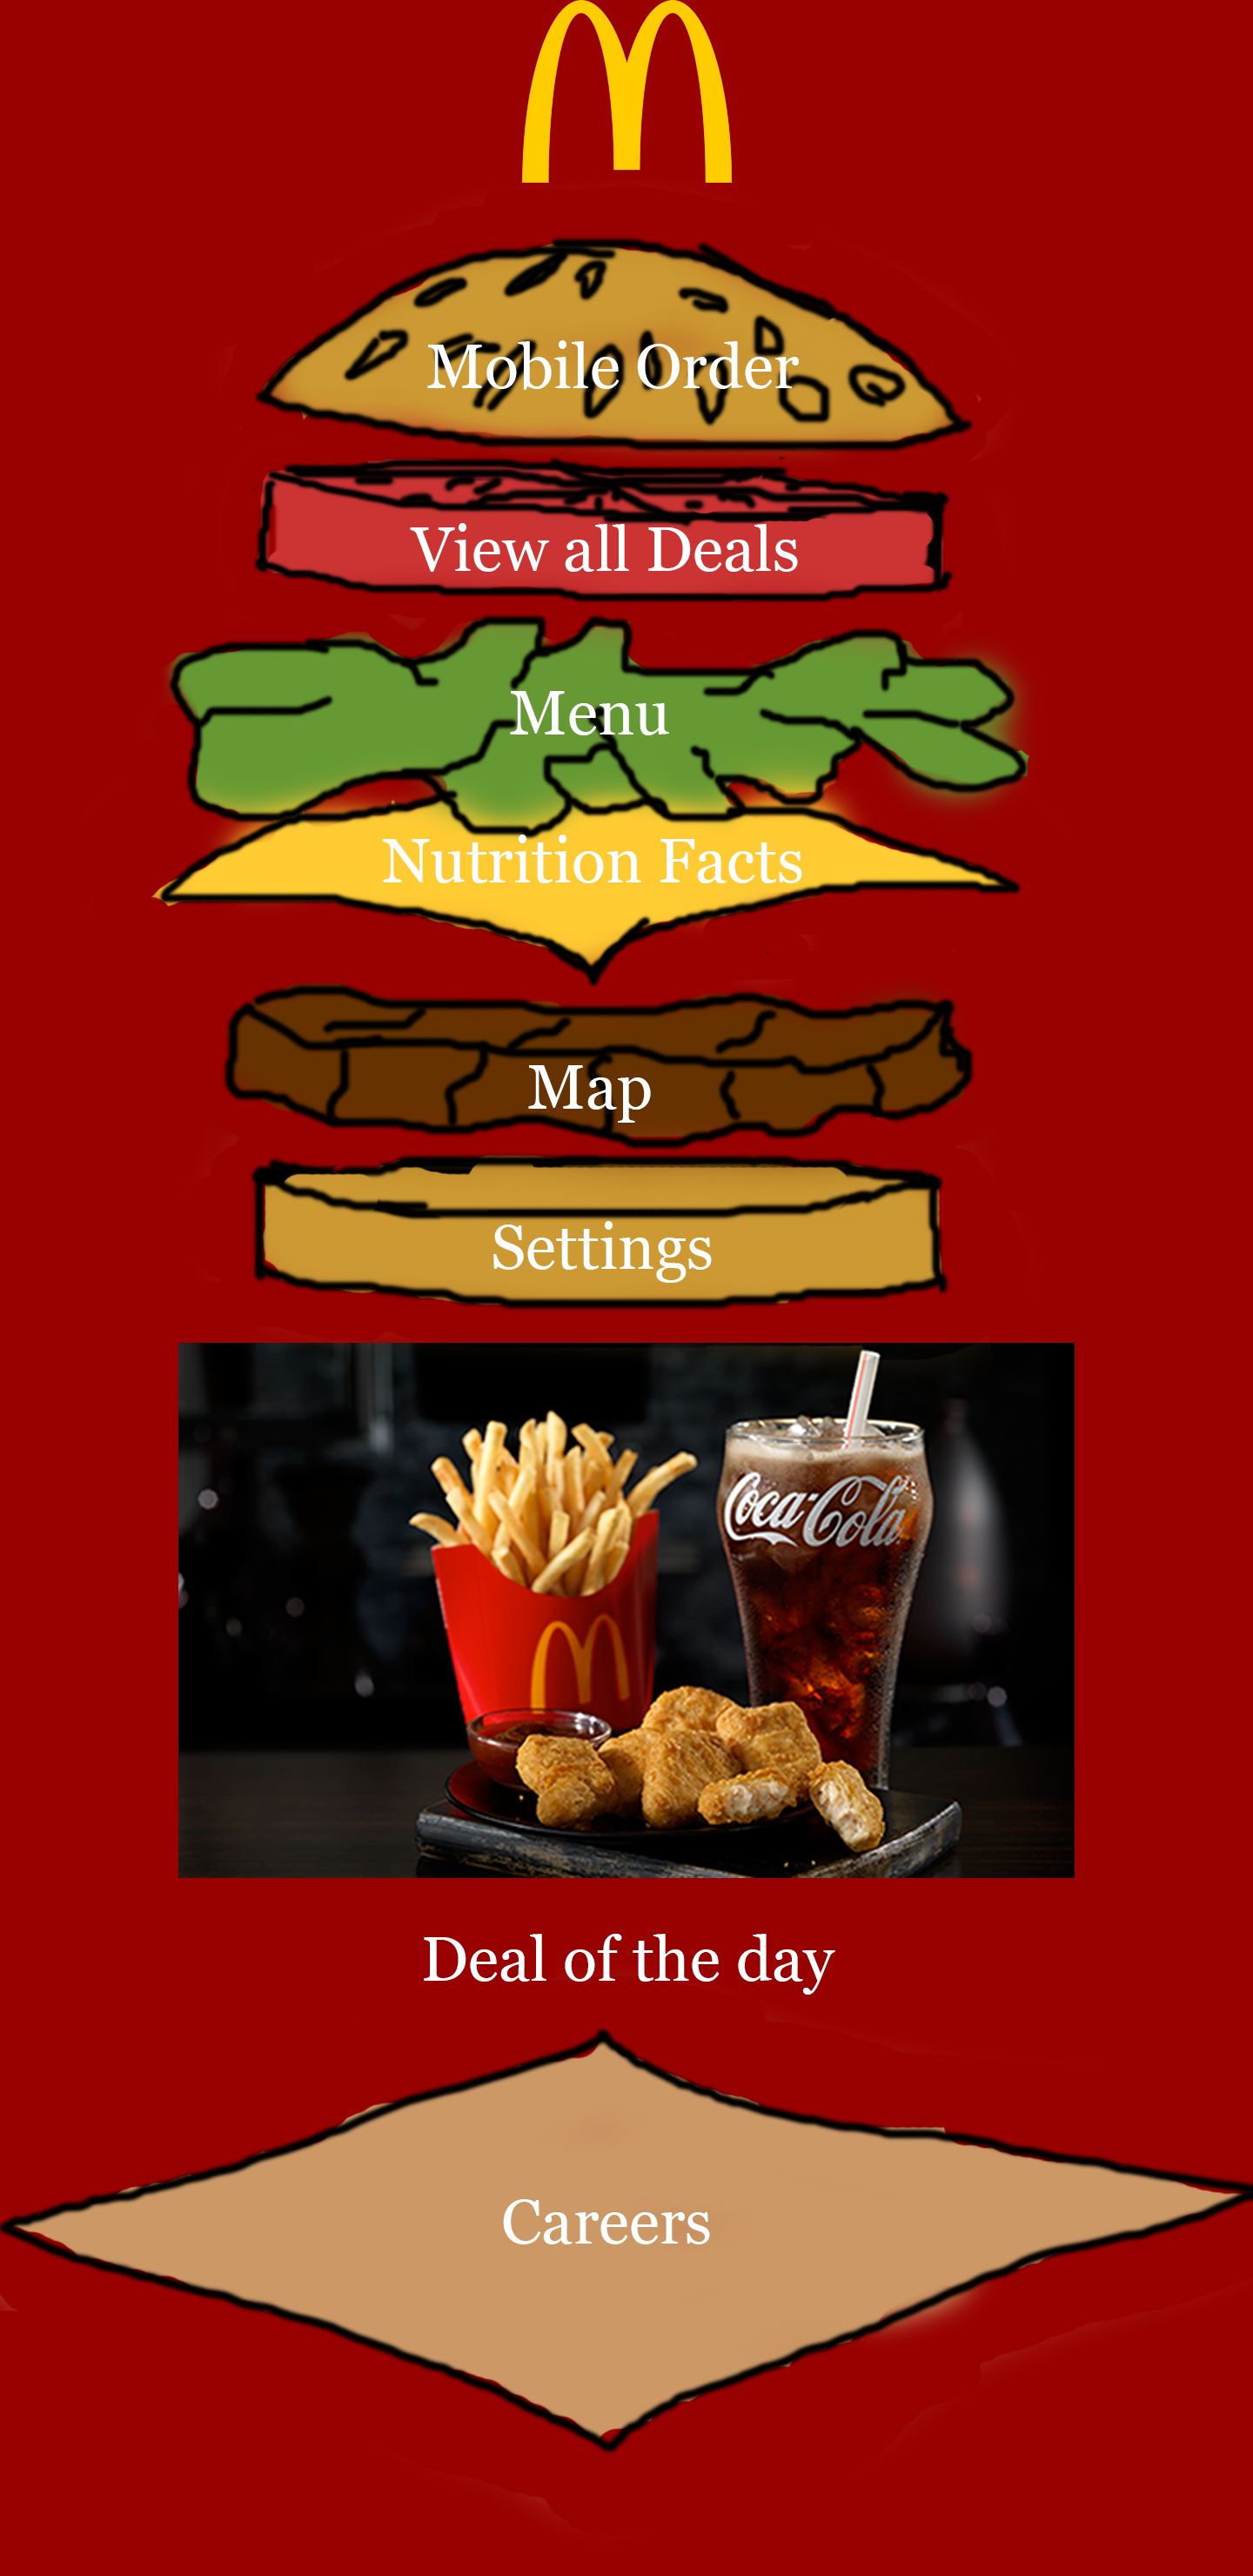 Mobile Order
View all Deals
Menu
Nutrition Facts
Map
Settings
Coca-Cola
Deal of the day
Careers